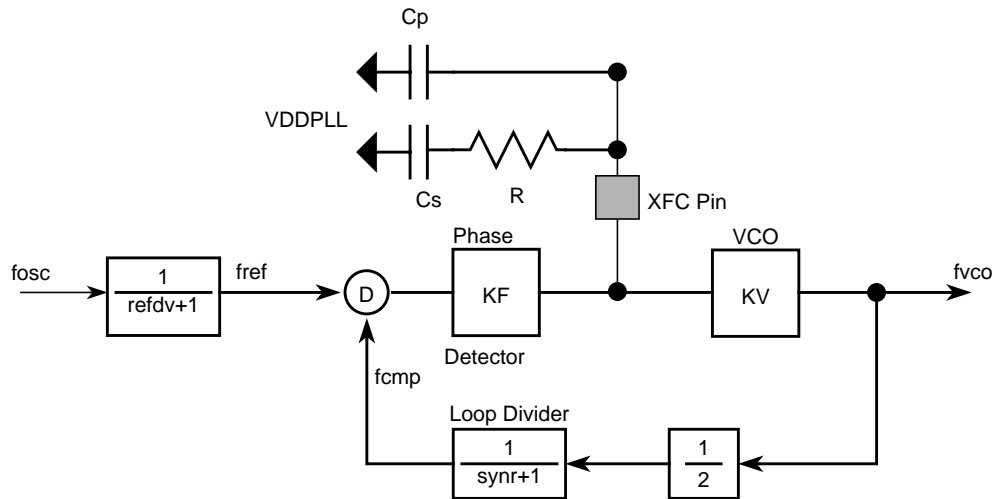 Cp
VDDPLL
Cs
R
XFC Pin
Phase
VCO
fosc
1
refdv+1
fref
D
KF
KV
fvco
Detector
fcmp
Loop Divider
1
synr+1
1
2